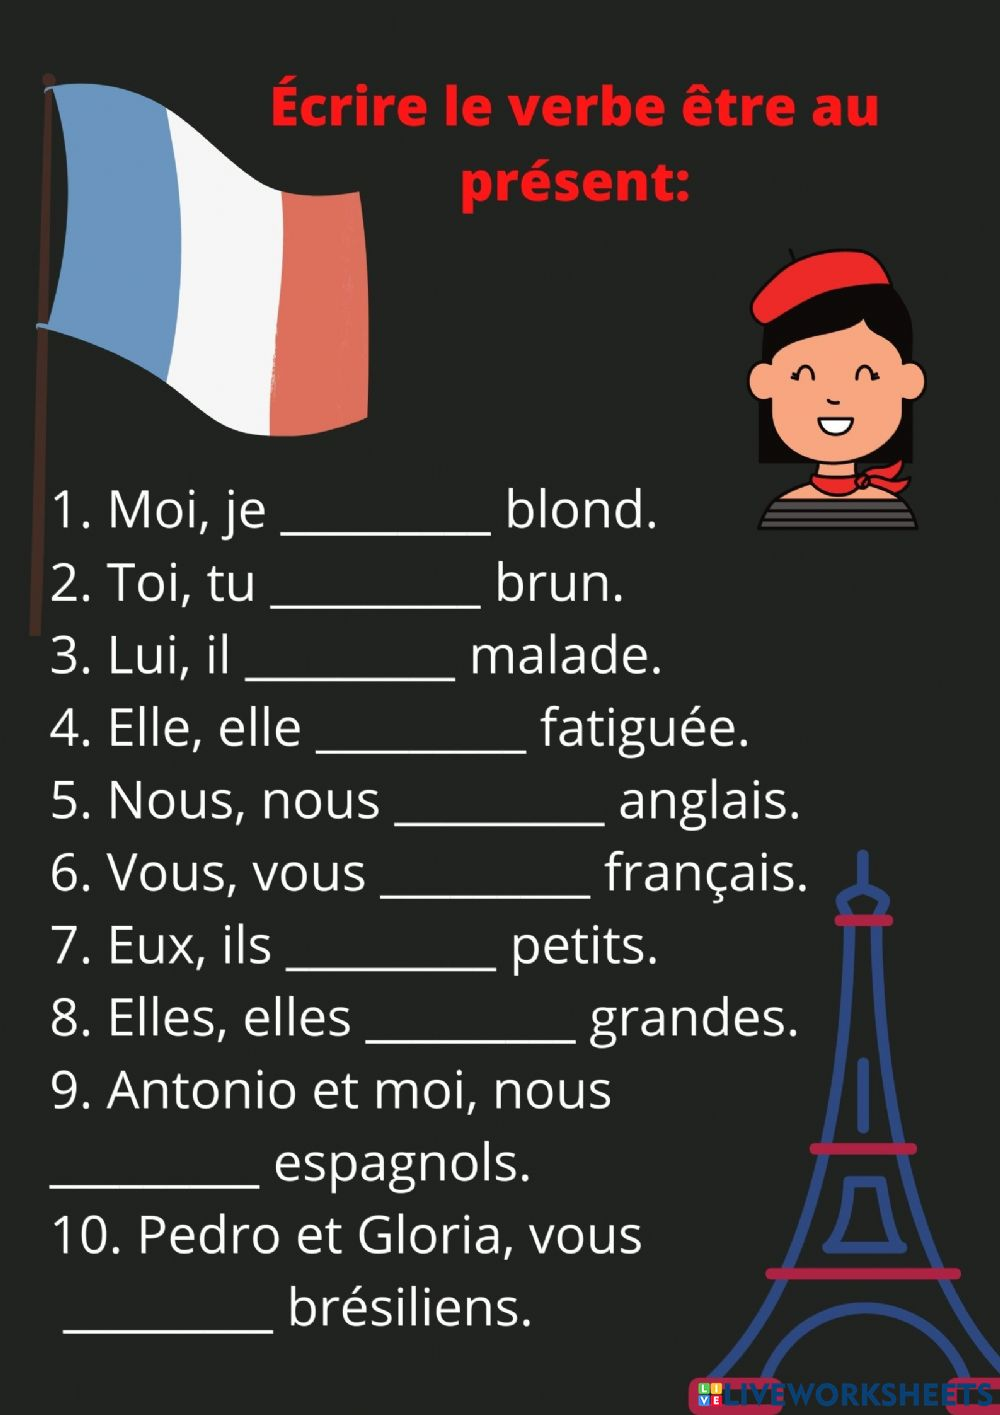 Écrire le verbe être au
présent:
1. Moi, je _________ blond.
2. Toi, tu _________ brun.
3. Lui, il _________ malade.
4. Elle, elle _________ fatiguée.
5. Nous, nous _________ anglais.
6. Vous, vous _________ français.
7. Eux, ils _________ petits.
8. Elles, elles _________ grandes.
9. Antonio et moi, nous
_________ espagnols.
10. Pedro et Gloria, vous
_________ brésiliens.
LIVE LIVEWORKSHEETS